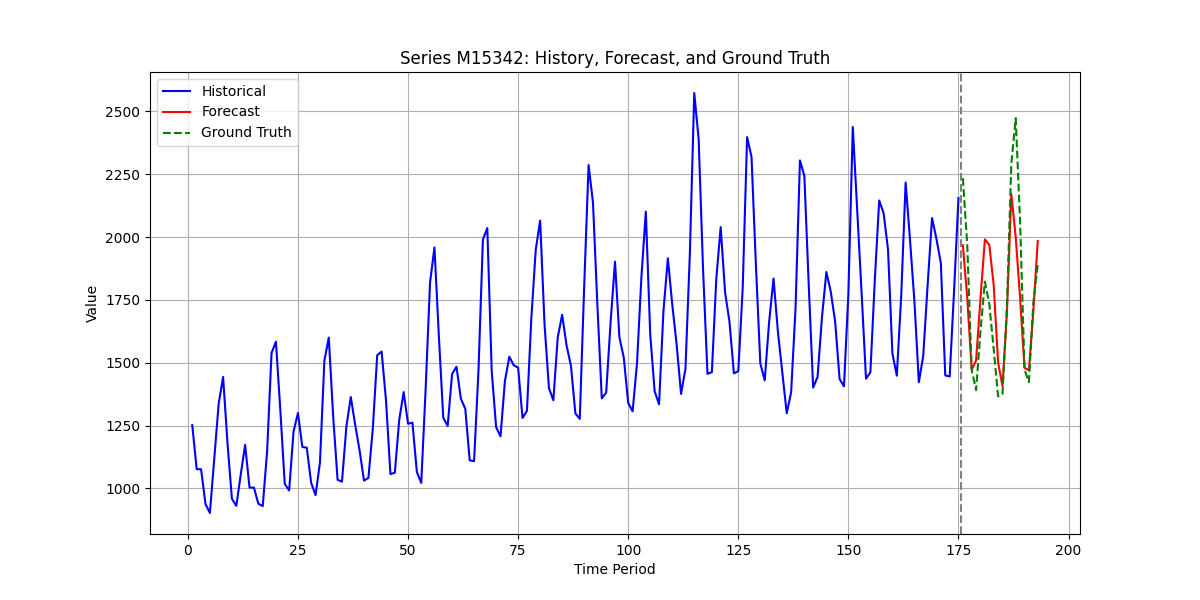 Series M15342: History, Forecast, and Ground Truth
Historical
Forecast
Ground Truth
2500
2250
2000
1750
1500
1250
1000
Value
0 25 50 75 100 125 150 175 200
Time Period